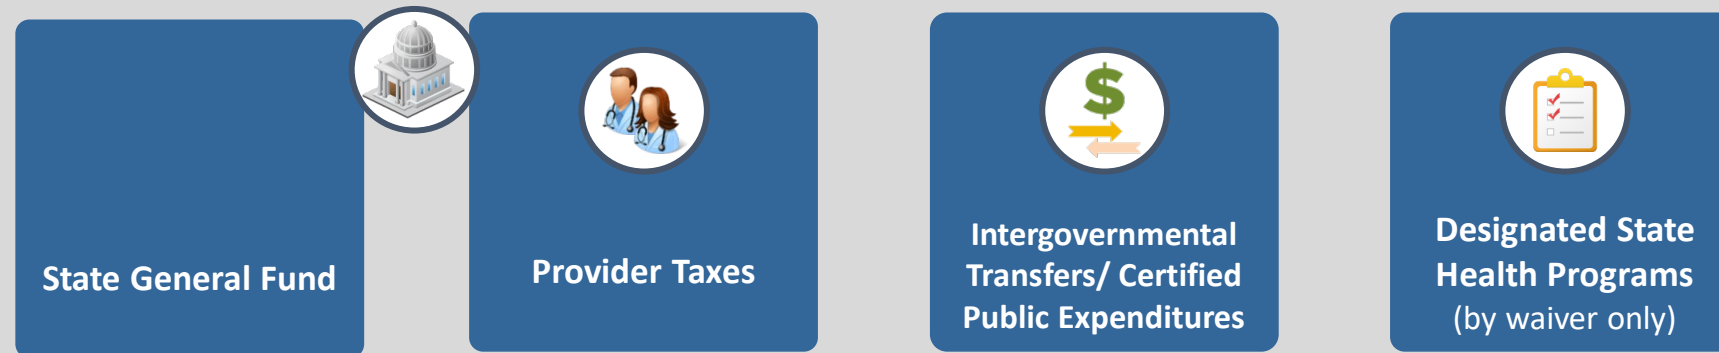 State General Fund
Provider Taxes
Intergovernmental
Transfers/ Certified
Public Expenditures
Designated State
Health Programs
(by waiver only)